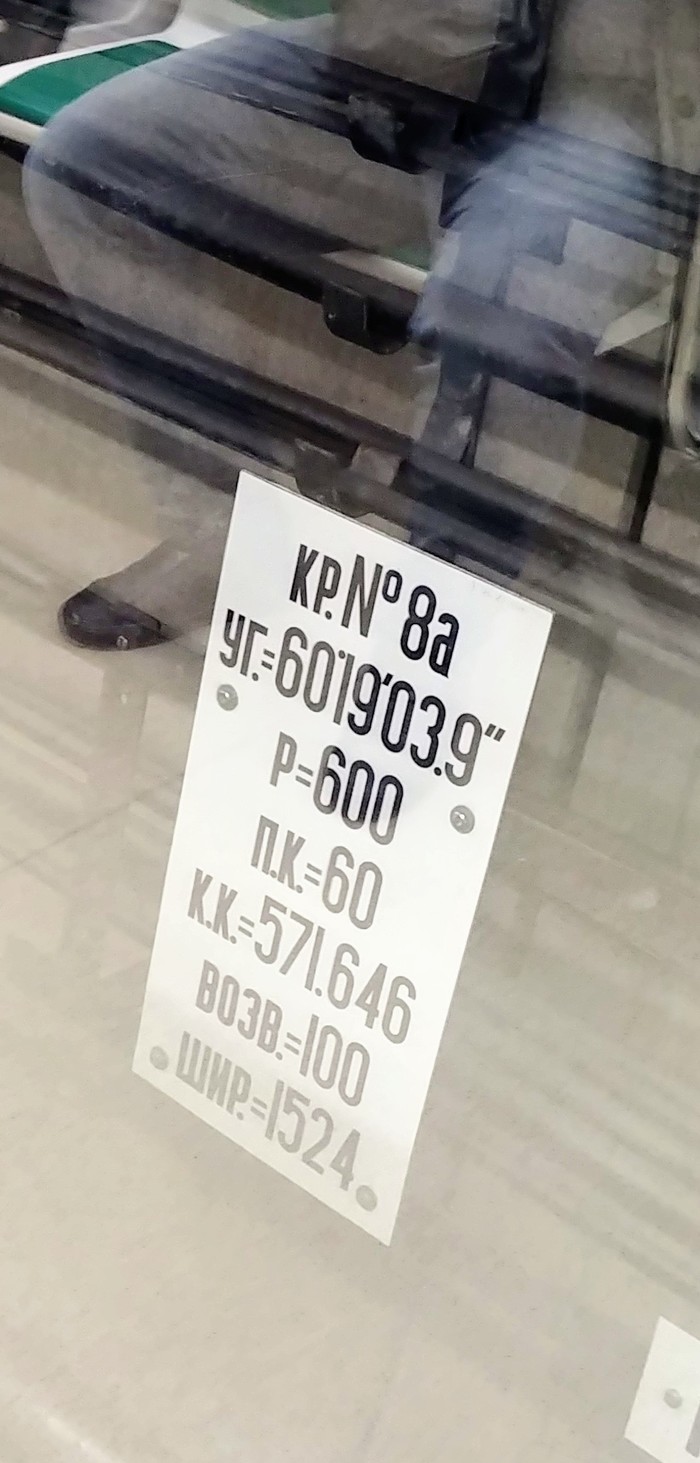 КР. № 8а
УГ.=60°19'03.9"
Р=600
П.К.=60
К.К.=571.646
ВОЗВ.=100
ШИР.=1524